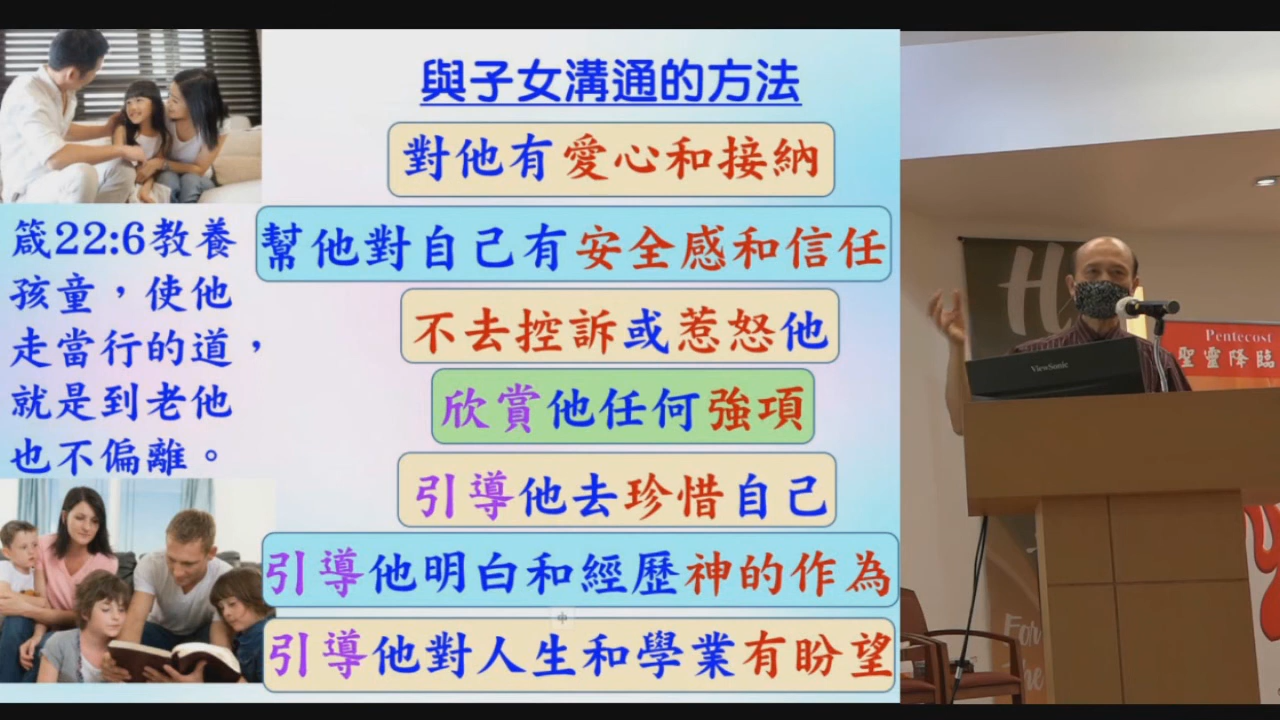 與子女溝通的方法
對他有愛心和接納
幫他對自己有安全感和信任
不去控訴或惹怒他
欣賞他任何強項
引導他去珍惜自己
引導他明白和經歷神的作為
引導他對人生和學業有盼望
箴22:6教養
孩童，使他
走當行的道，
就是到老他
也不偏離。
中
ViewSonic
Pentecost
聖靈降臨
For
the